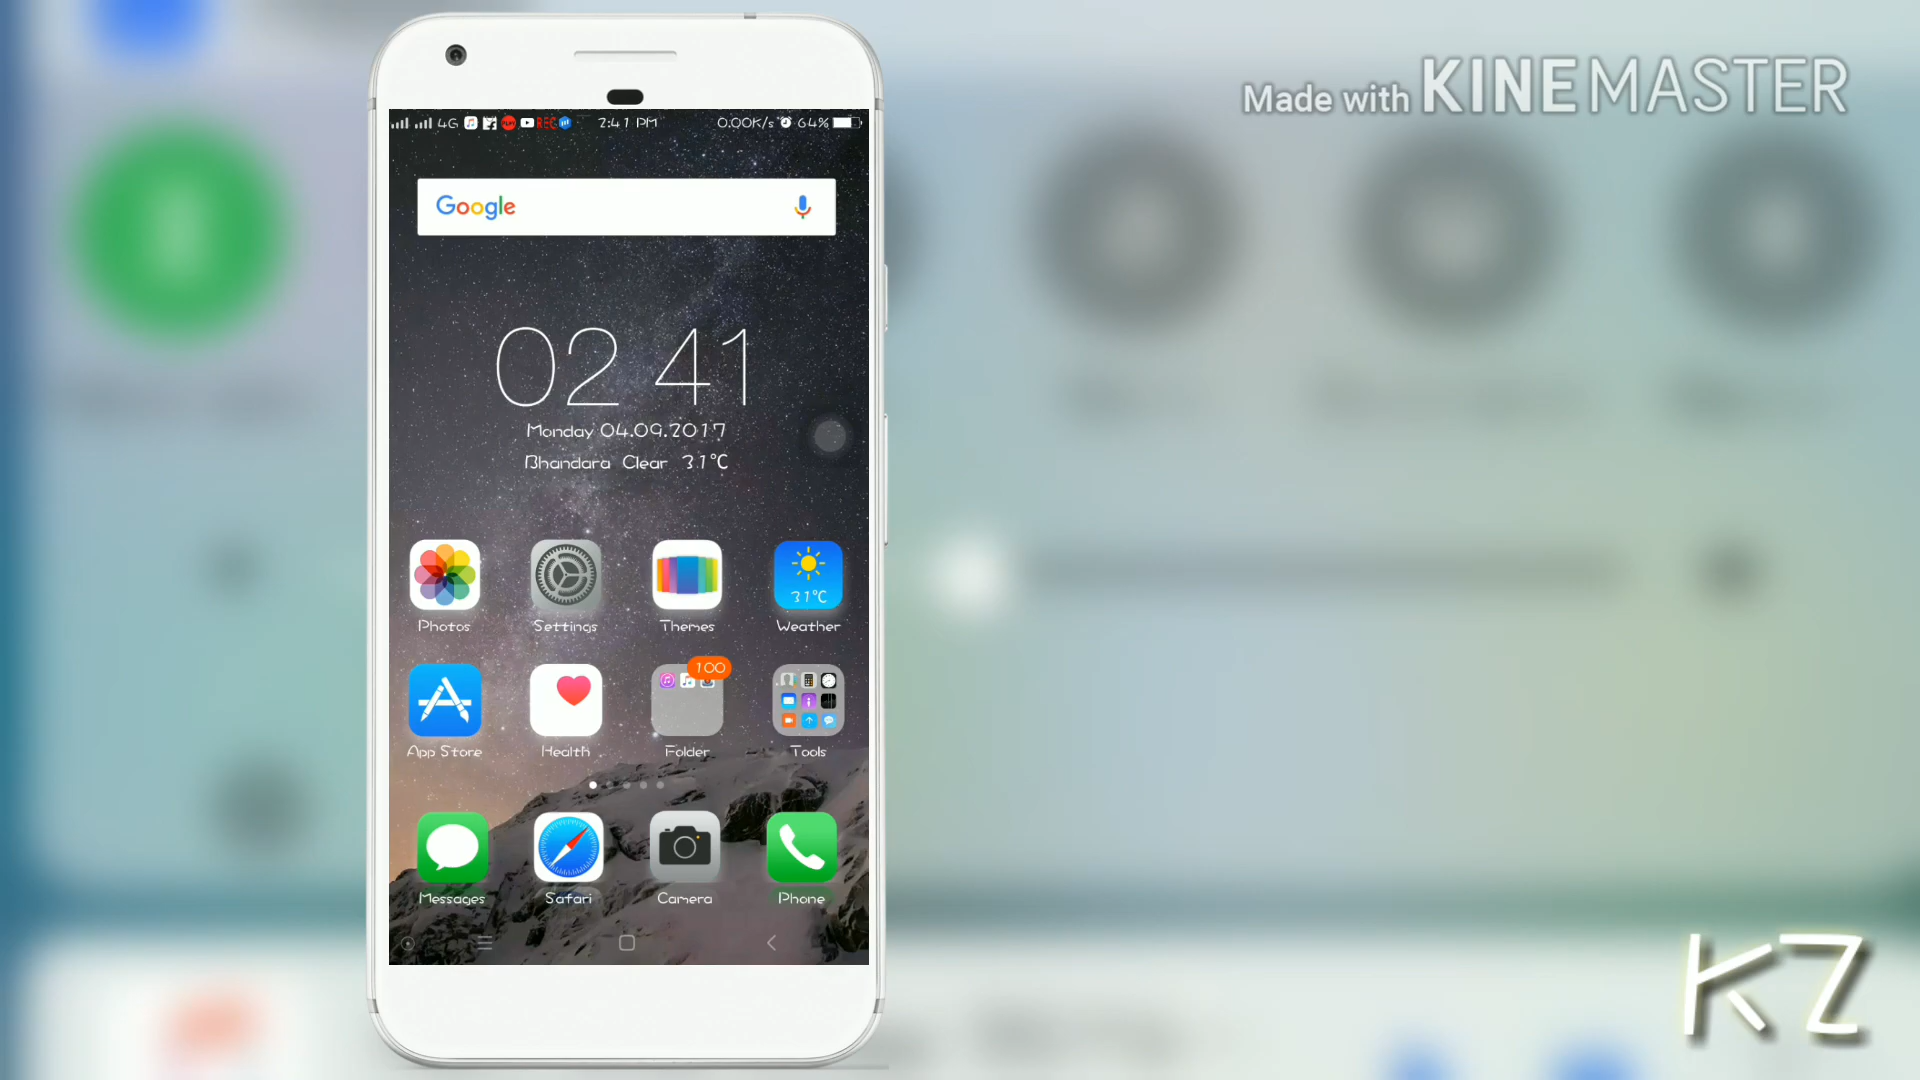 Made with KINEMASTER
4G REC 2:41 PM 0.00K/s 64%
Google
02 41
Monday 04.09.2017
Bhandara Clear 31°C
31°C
Photos Settings Themes Weather
100
App Store Health Folder Tools
Messages Safari Camera Phone
KZ